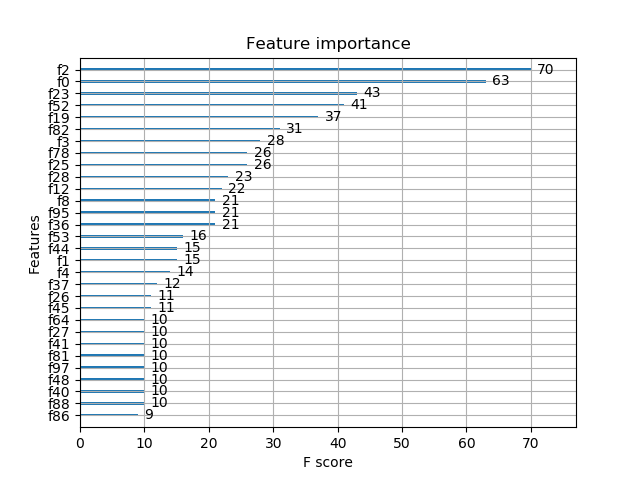 Feature importance
f2 70
f0 63
f23 43
f52 41
f19 37
f82 31
f3 28
f78 26
f25 26
f28 23
f12 22
f8 21
f95 21
f36 21
f53 16
f44 15
f1 15
f4 14
f37 12
f26 11
f45 11
f64 10
f27 10
f41 10
f81 10
f97 10
f48 10
f40 10
f88 10
f86 9
Features
0 10 20 30 40 50 60 70
F score